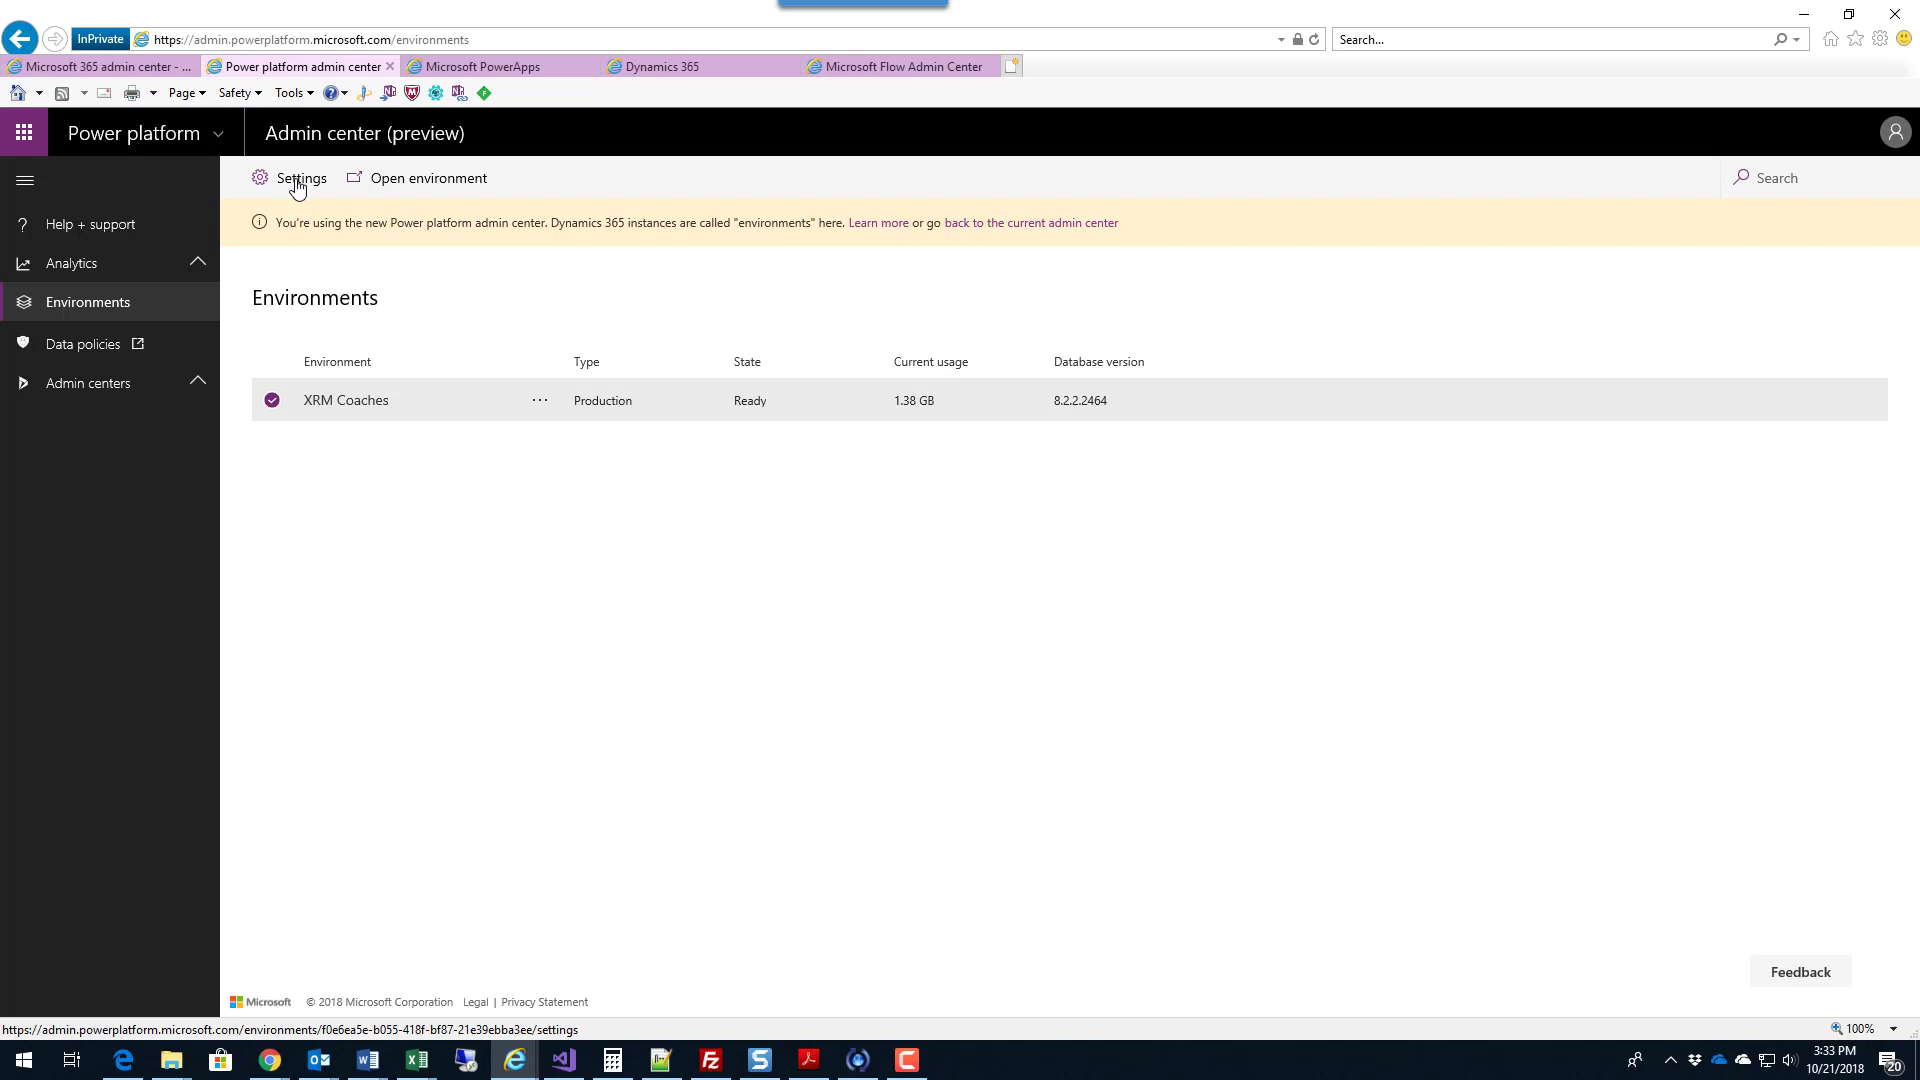 InPrivate
https://admin.powerplatform.microsoft.com/environments
Search...
Microsoft 365 admin center - ...
Power platform admin center
Microsoft PowerApps
Dynamics 365
Microsoft Flow Admin Center
Page
Safety
Tools
Power platform
Admin center (preview)
Settings
Open environment
Search
You're using the new Power platform admin center. Dynamics 365 instances are called "environments" here. Learn more or go back to the current admin center
Help + support
Analytics
Environments
Data policies
Admin centers
Environments
Environment
Type
State
Current usage
Database version
XRM Coaches
...
Production
Ready
1.38 GB
8.2.2.2464
Feedback
Microsoft
© 2018 Microsoft Corporation
Legal | Privacy Statement
https://admin.powerplatform.microsoft.com/environments/f0e6ea5e-b055-418f-bf87-21e39ebba3ee/settings
100%
3:33 PM
10/21/2018
20